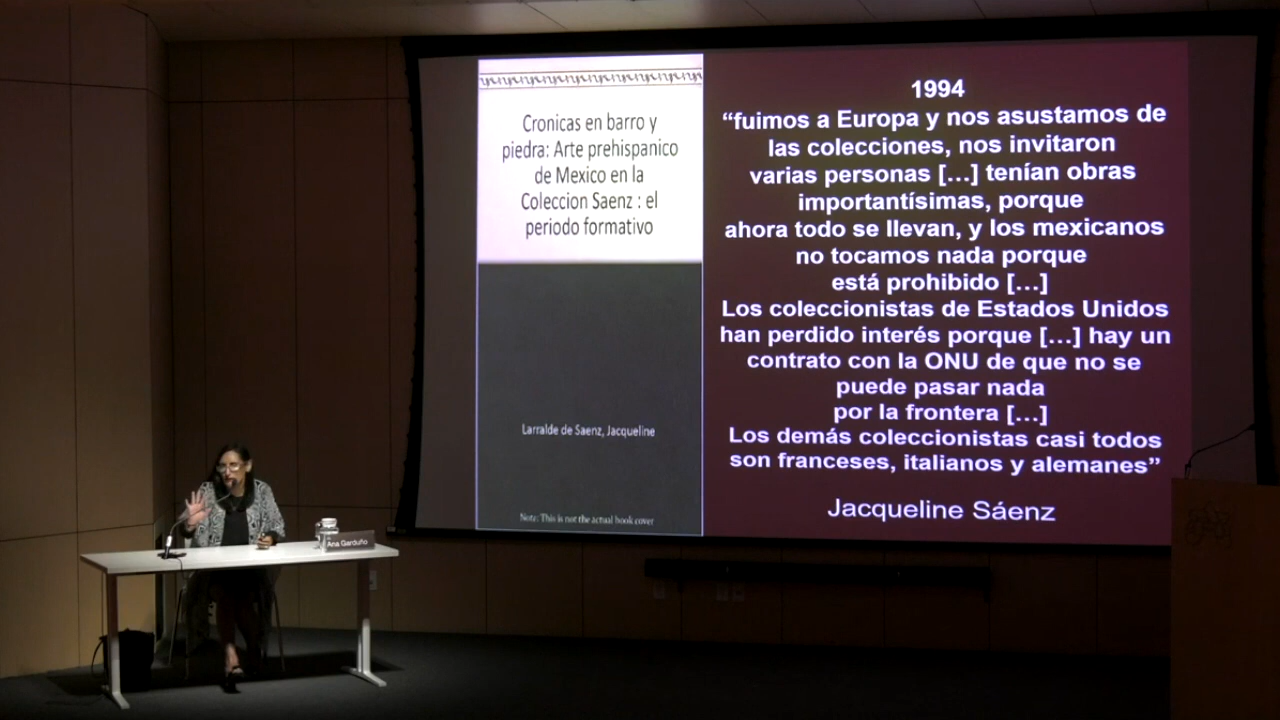 Cronicas en barro y
piedra: Arte prehispanico
de Mexico en la
Coleccion Saenz : el
periodo formativo
Larralde de Saenz, Jacqueline
Note: This is not the actual book cover
1994
“fuimos a Europa y nos asustamos de
las colecciones, nos invitaron
varias personas […] tenían obras
importantísimas, porque
ahora todo se llevan, y los mexicanos
no tocamos nada porque
está prohibido […]
Los coleccionistas de Estados Unidos
han perdido interés porque […] hay un
contrato con la ONU de que no se
puede pasar nada
por la frontera […]
Los demás coleccionistas casi todos
son franceses, italianos y alemanes”
Jacqueline Sáenz
Ana Garduño